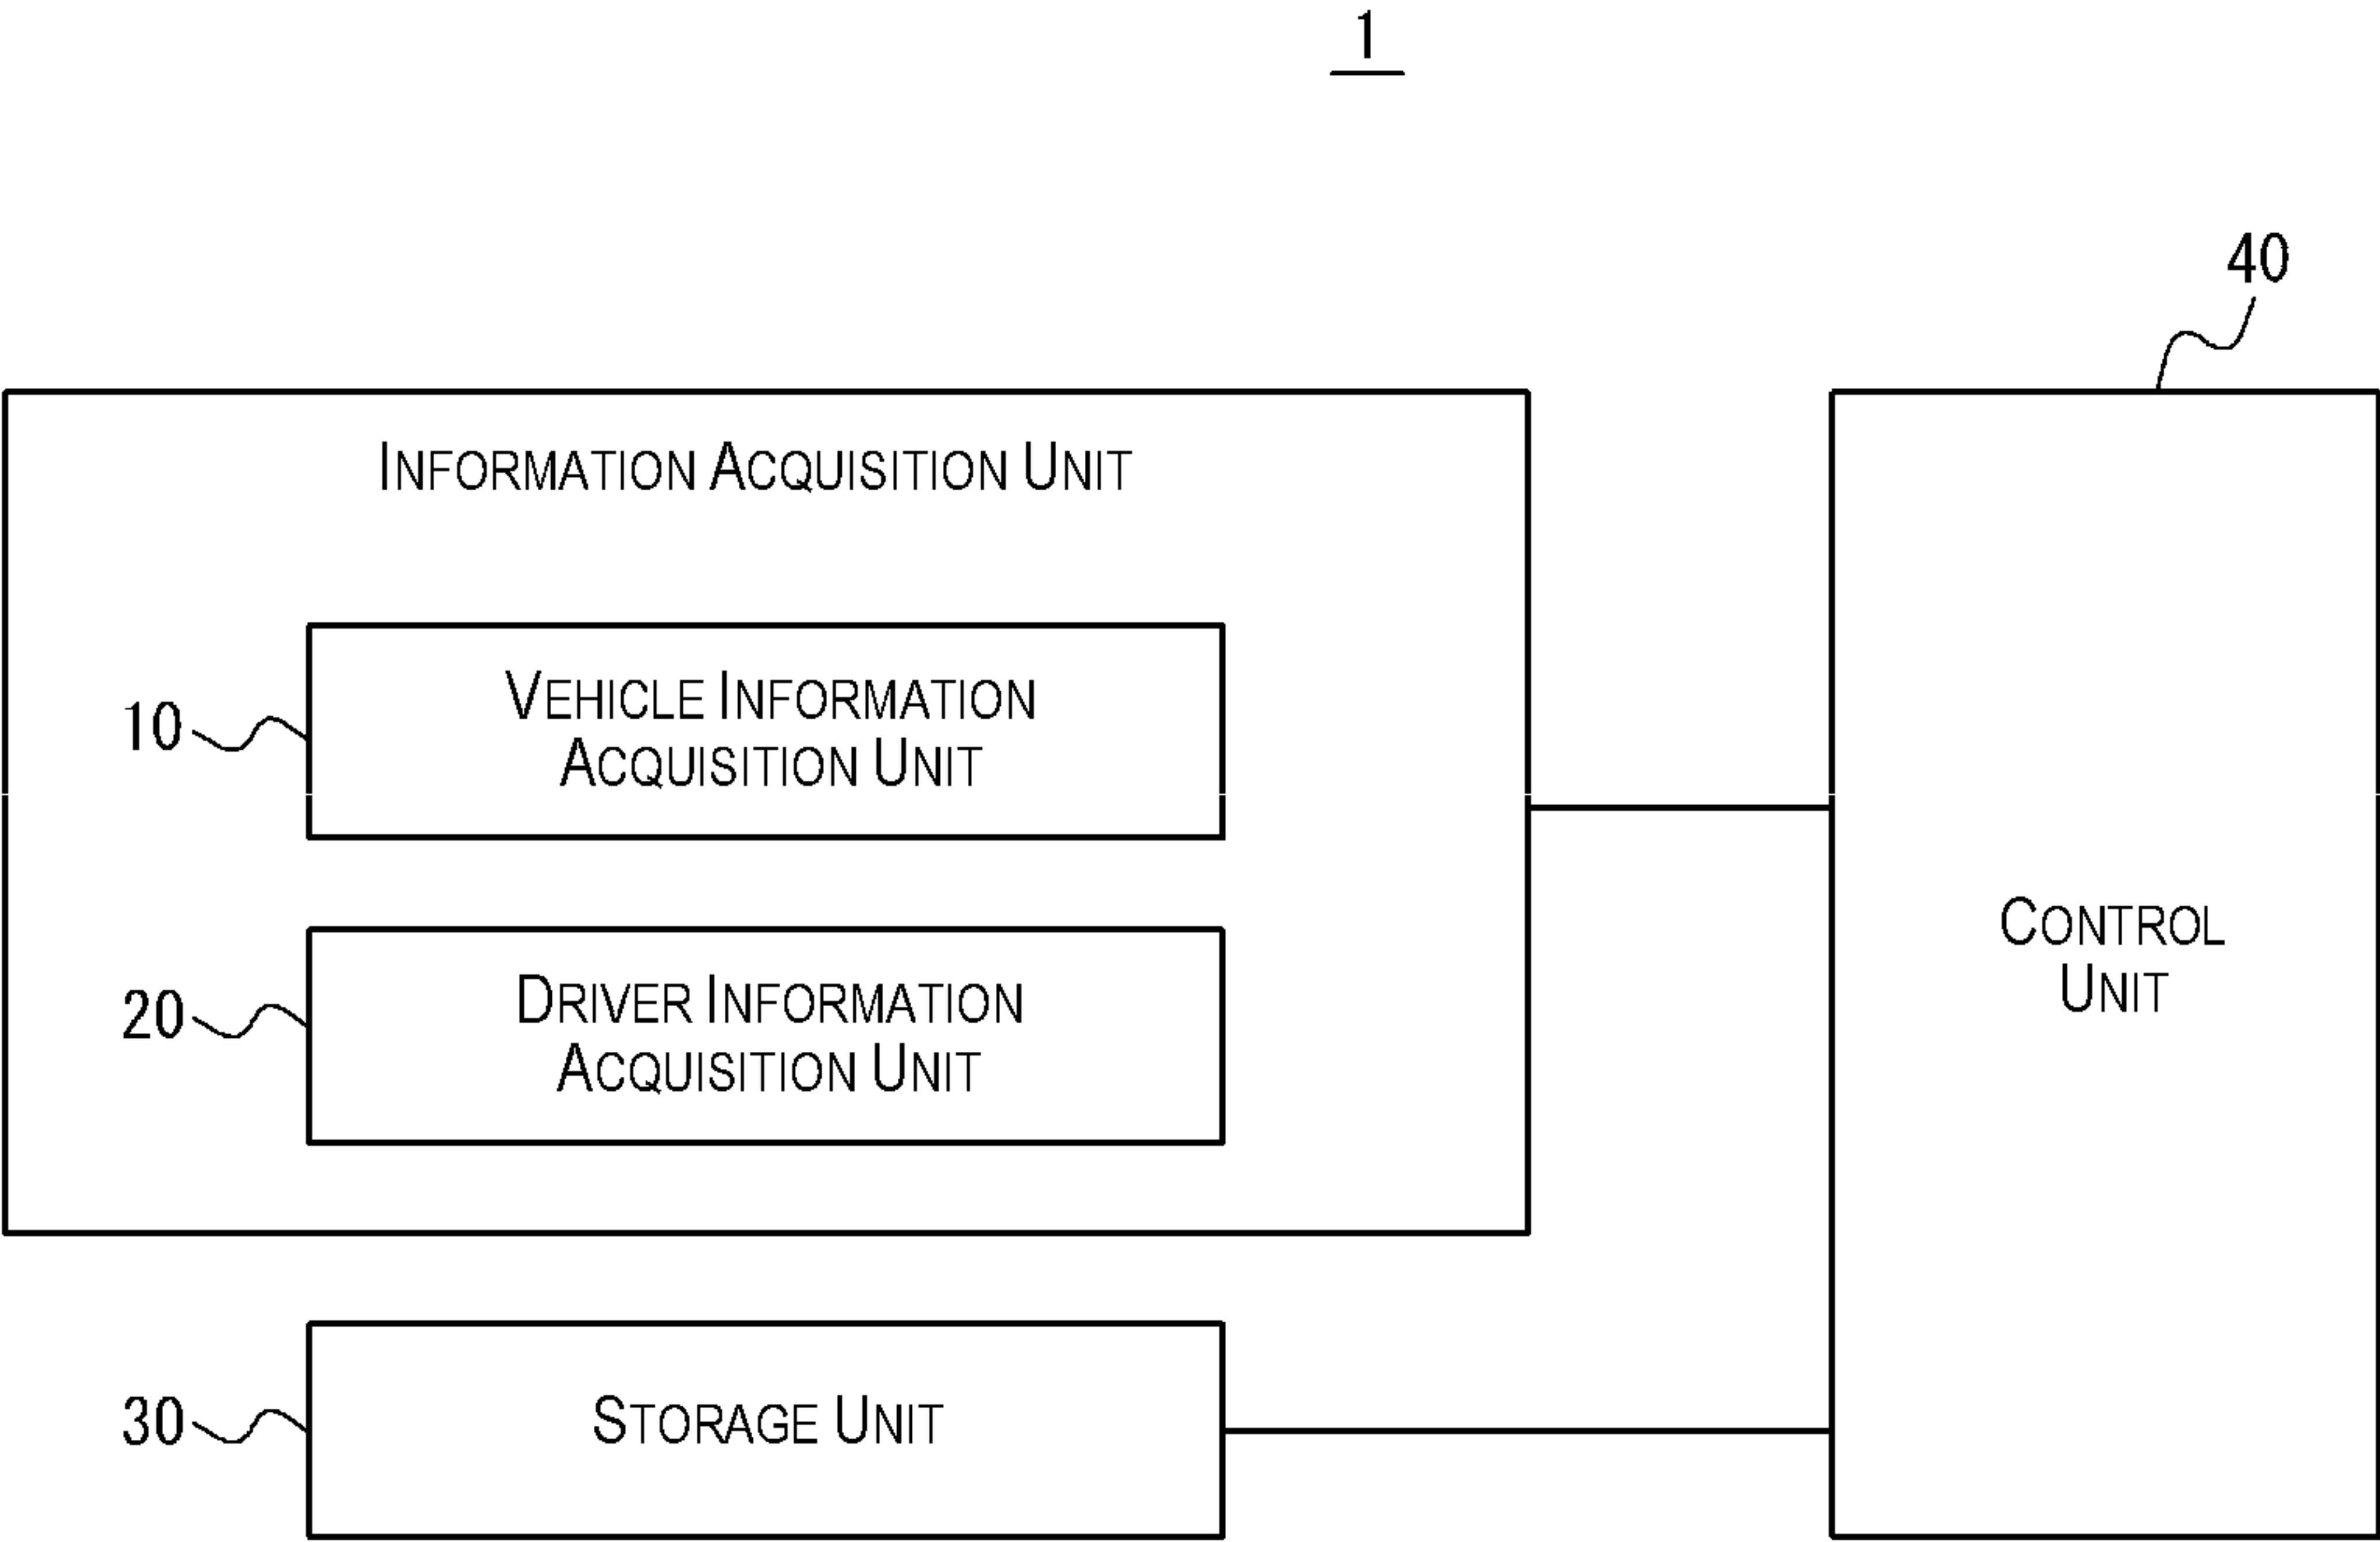 1
40
Information Acquisition Unit
10
Vehicle Information
Acquisition Unit
20
Driver Information
Acquisition Unit
Control
Unit
30
Storage Unit